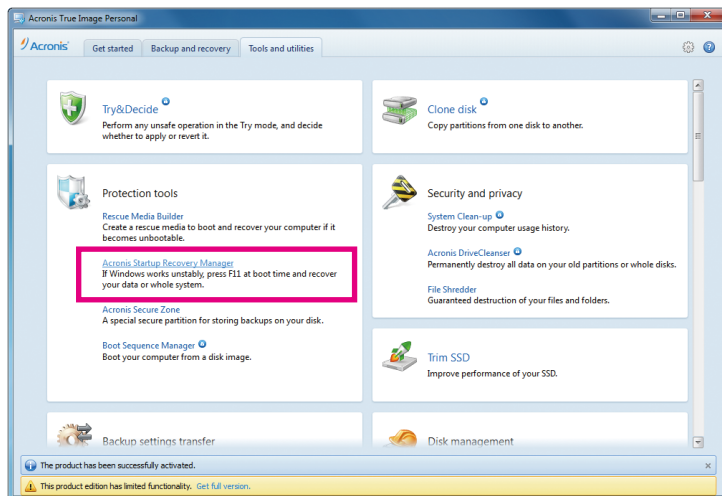 Acronis True Image Personal
Acronis
Get started
Backup and recovery
Tools and utilities
Try&Decide
Perform any unsafe operation in the Try mode, and decide
whether to apply or revert it.
Clone disk
Copy partitions from one disk to another.
Protection tools
Rescue Media Builder
Create a rescue media to boot and recover your computer if it
becomes unbootable.
Acronis Startup Recovery Manager
If Windows works unstably, press F11 at boot time and recover
your data or whole system.
Acronis Secure Zone
A special secure partition for storing backups on your disk.
Boot Sequence Manager
Boot your computer from a disk image.
Security and privacy
System Clean-up
Destroy your computer usage history.
Acronis DriveCleanser
Permanently destroy all data on your old partitions or whole disks.
File Shredder
Guaranteed destruction of your files and folders.
Trim SSD
Improve performance of your SSD.
Backup settings transfer
Disk management
The product has been successfully activated.
This product edition has limited functionality. Get full version.